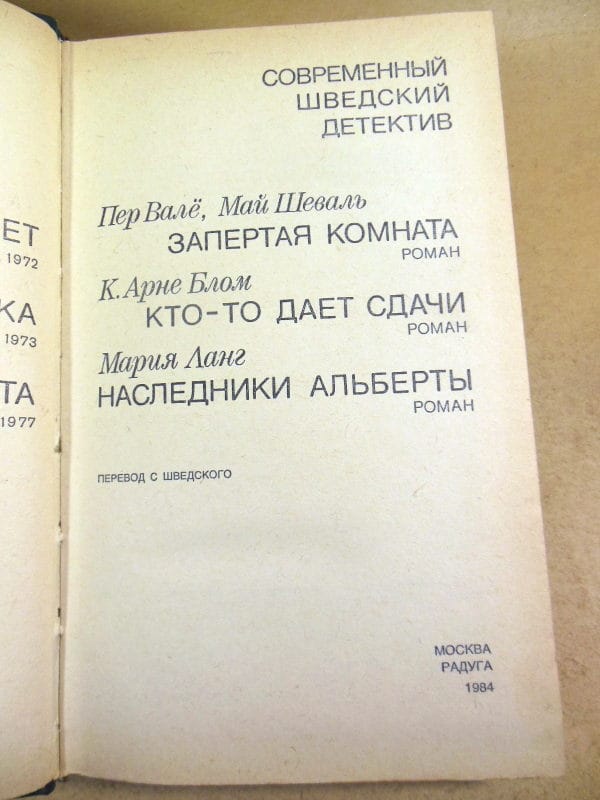 ЕТ
1972
КА
1973
ТА
1977
СОВРЕМЕННЫЙ
ШВЕДСКИЙ
ДЕТЕКТИВ
Пер Валё, Май Шеваль
ЗАПЕРТАЯ КОМНАТА
РОМАН
К. Арне Блом
КТО-ТО ДАЕТ СДАЧИ
РОМАН
Мария Ланг
НАСЛЕДНИКИ АЛЬБЕРТЫ
РОМАН
ПЕРЕВОД С ШВЕДСКОГО
МОСКВА
РАДУГА
1984